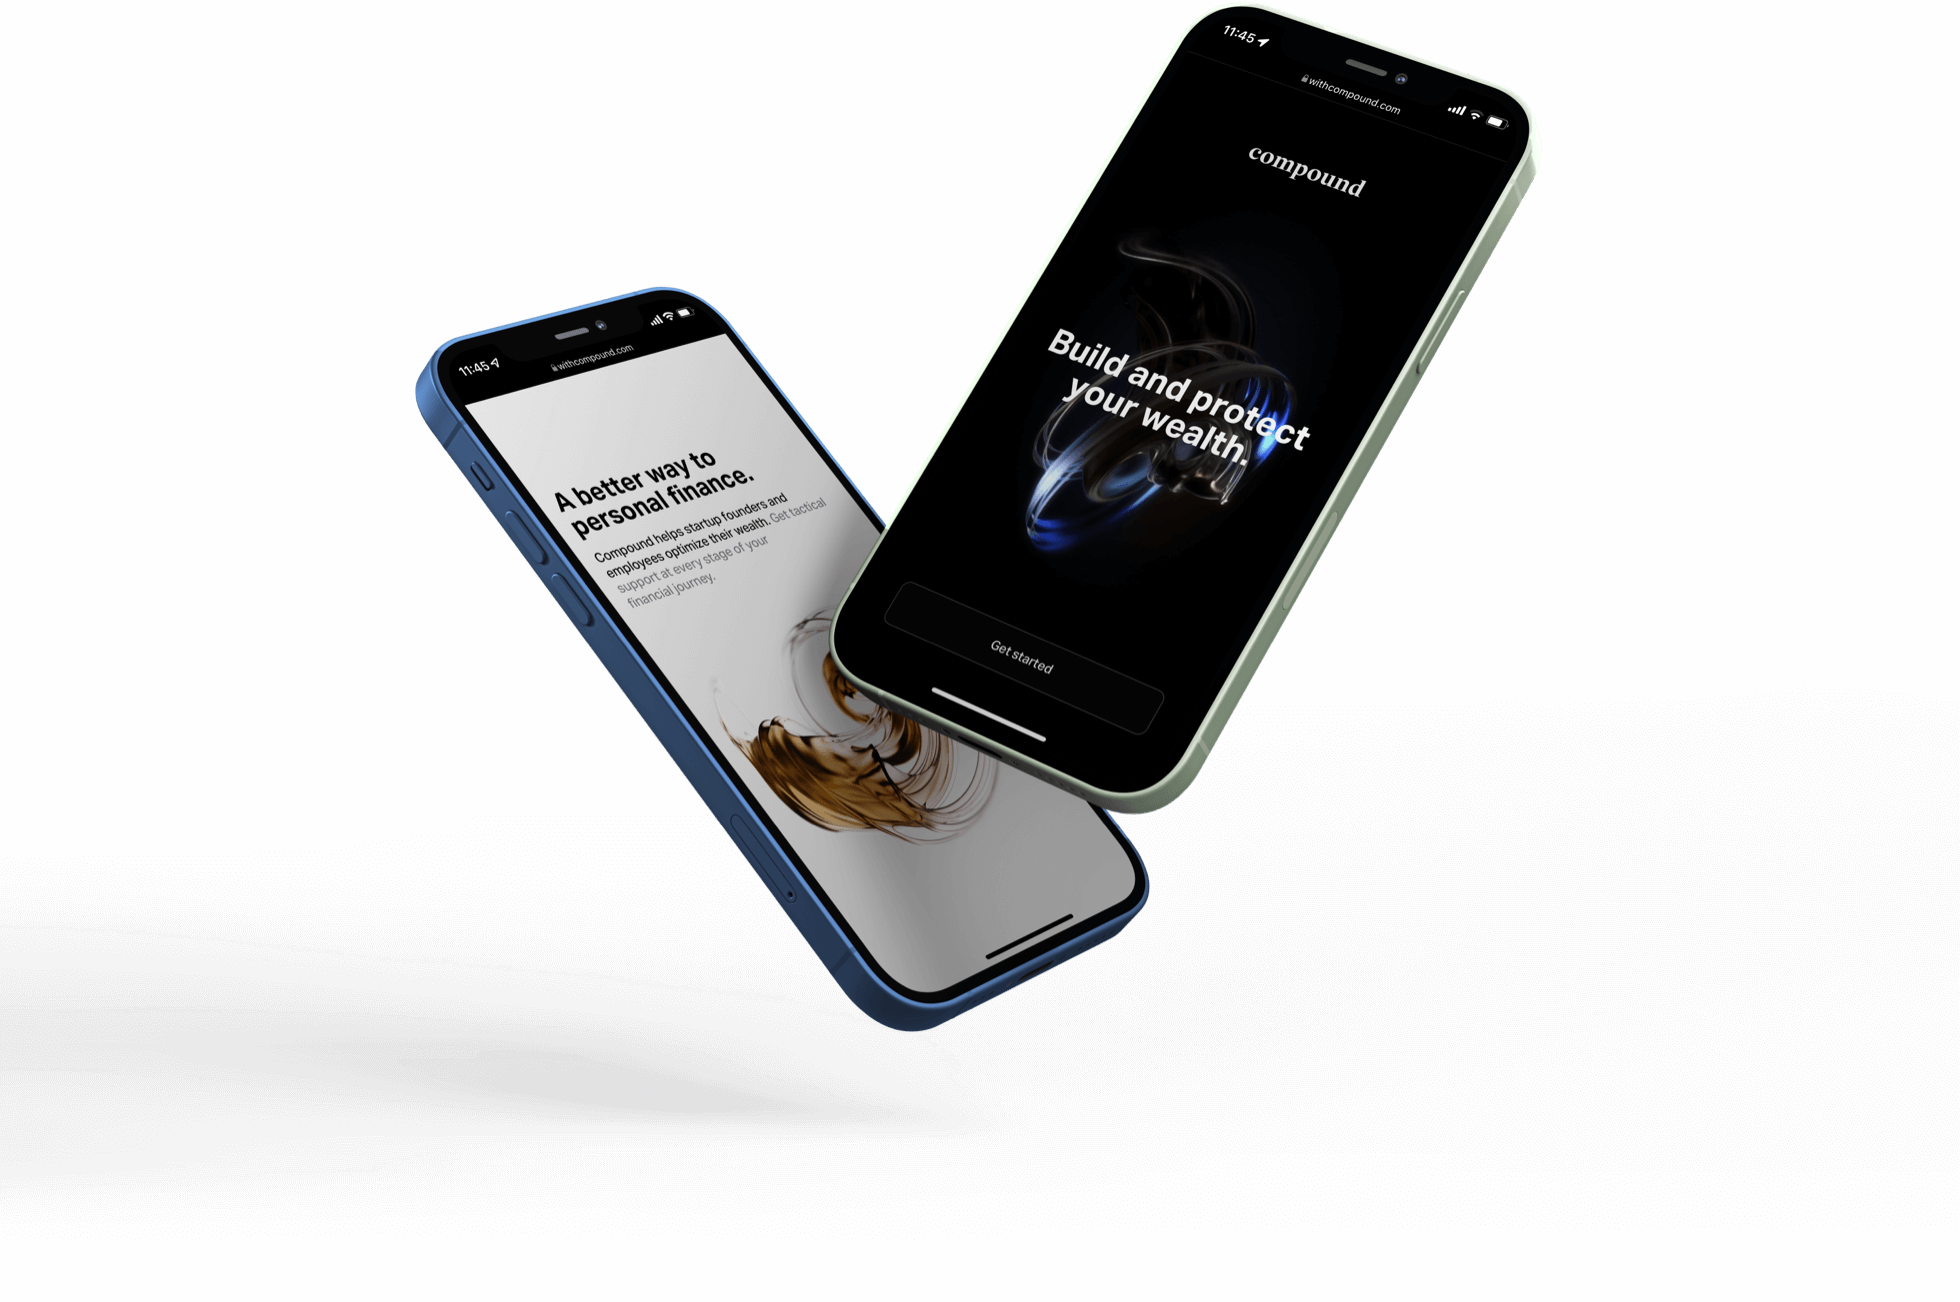 11:45
withcompound.com
A better way to
personal finance.
Compound helps startup founders and
employees optimize their wealth. Get tactical
support at every stage of your
financial journey.
11:45
withcompound.com
compound
Build and protect
your wealth.
Get started